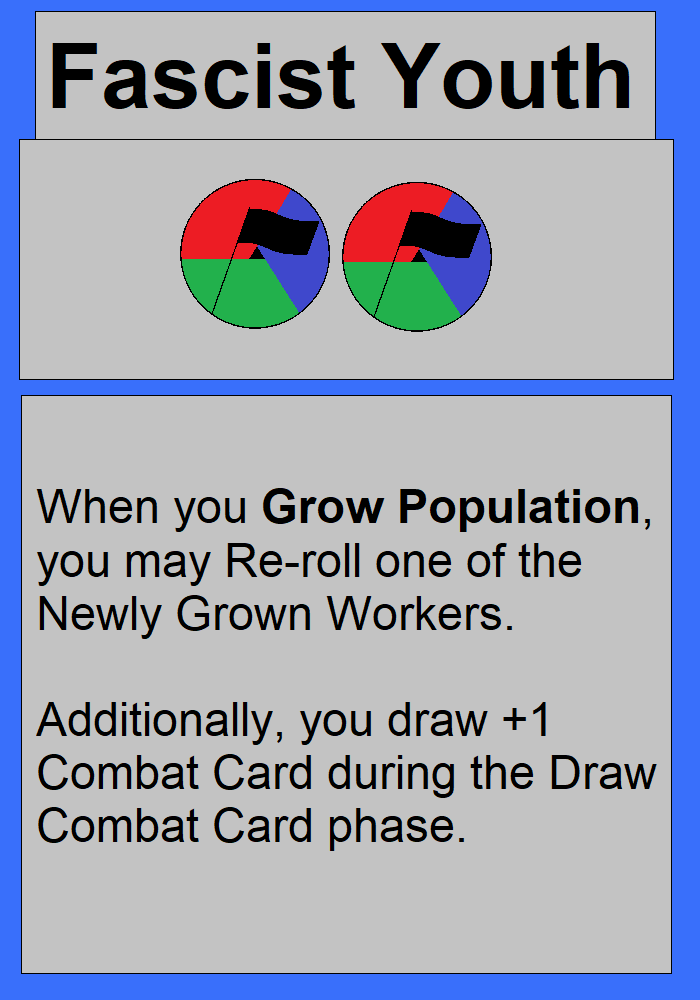 Fascist Youth
When you Grow Population,
you may Re-roll one of the
Newly Grown Workers.
Additionally, you draw +1
Combat Card during the Draw
Combat Card phase.